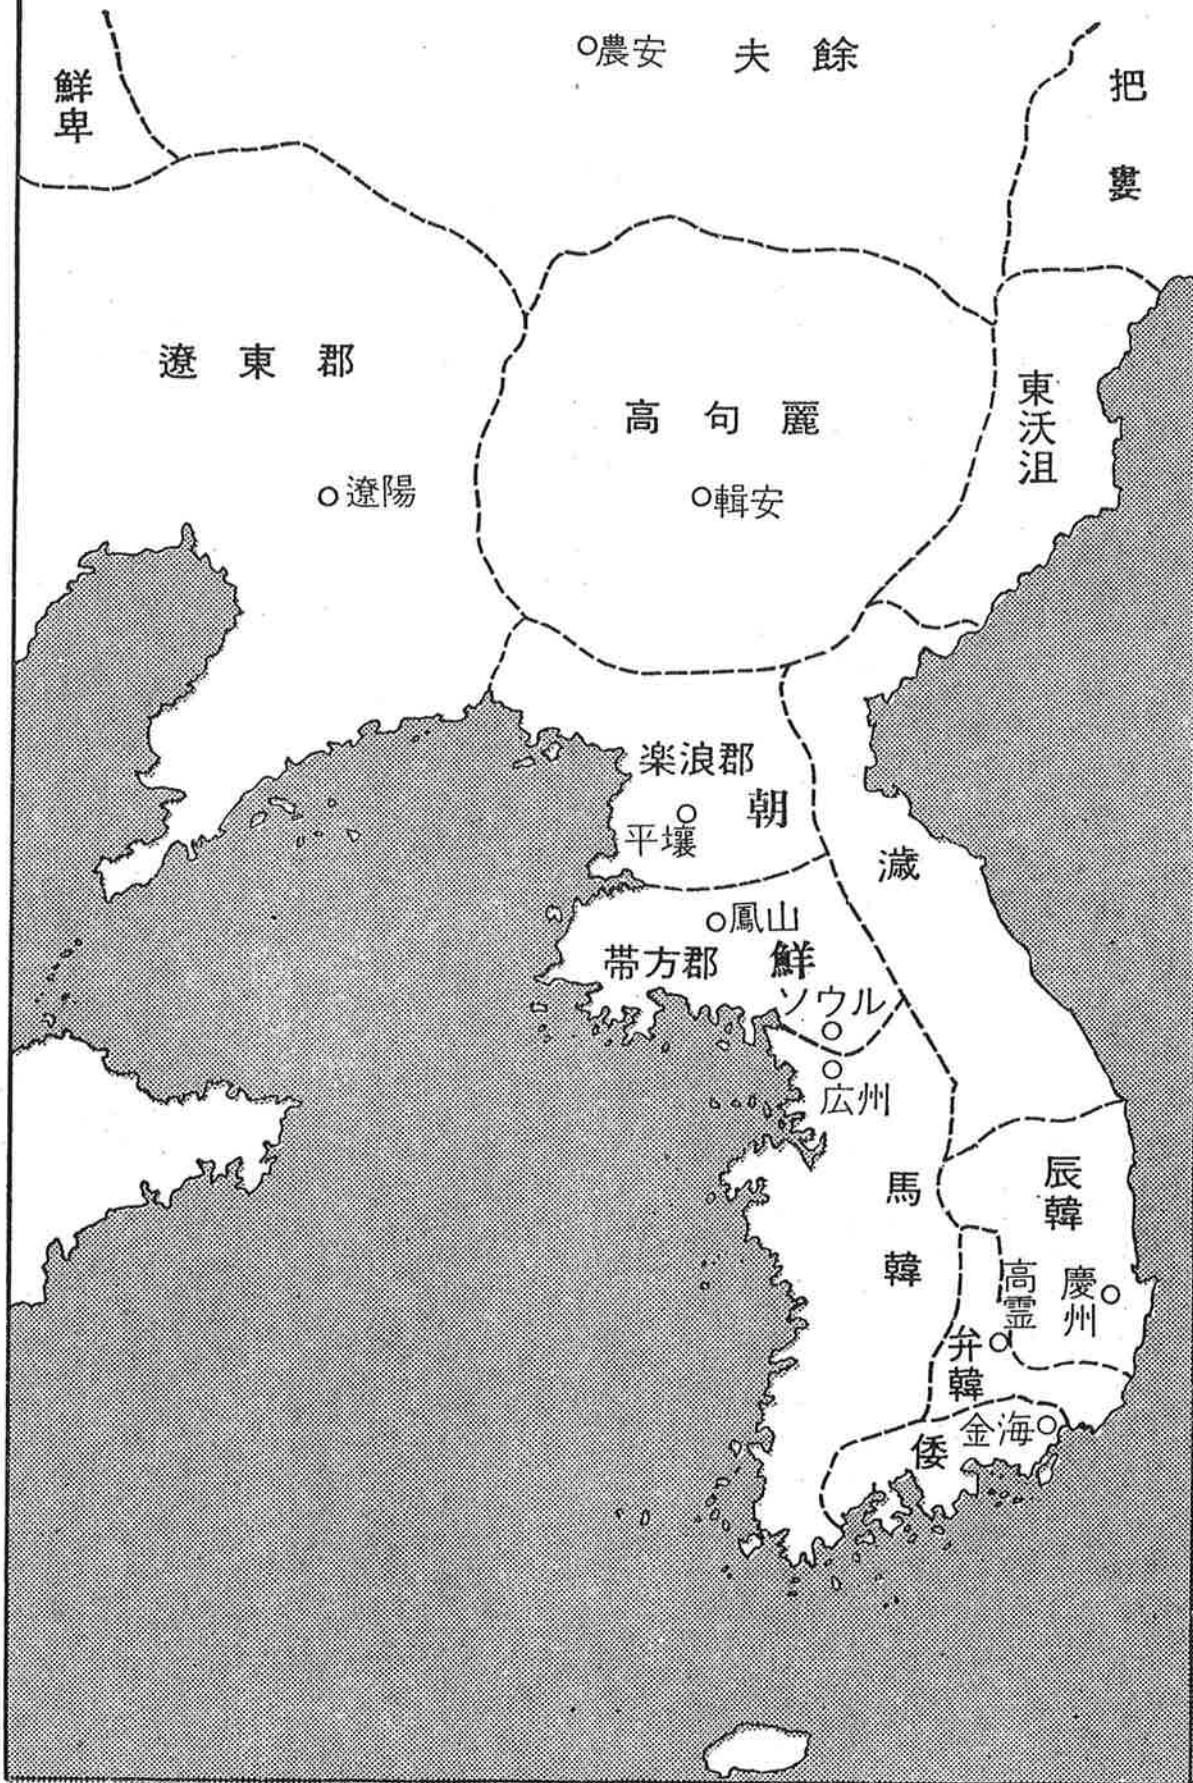 農安
夫餘
鮮卑
把婁
遼東郡
高句麗
東沃沮
遼陽
輯安
楽浪郡
朝
平壌
濊
鳳山
帯方郡
鮮
ソウル
広州
馬韓
辰韓
高霊
慶州
弁韓
金海
倭